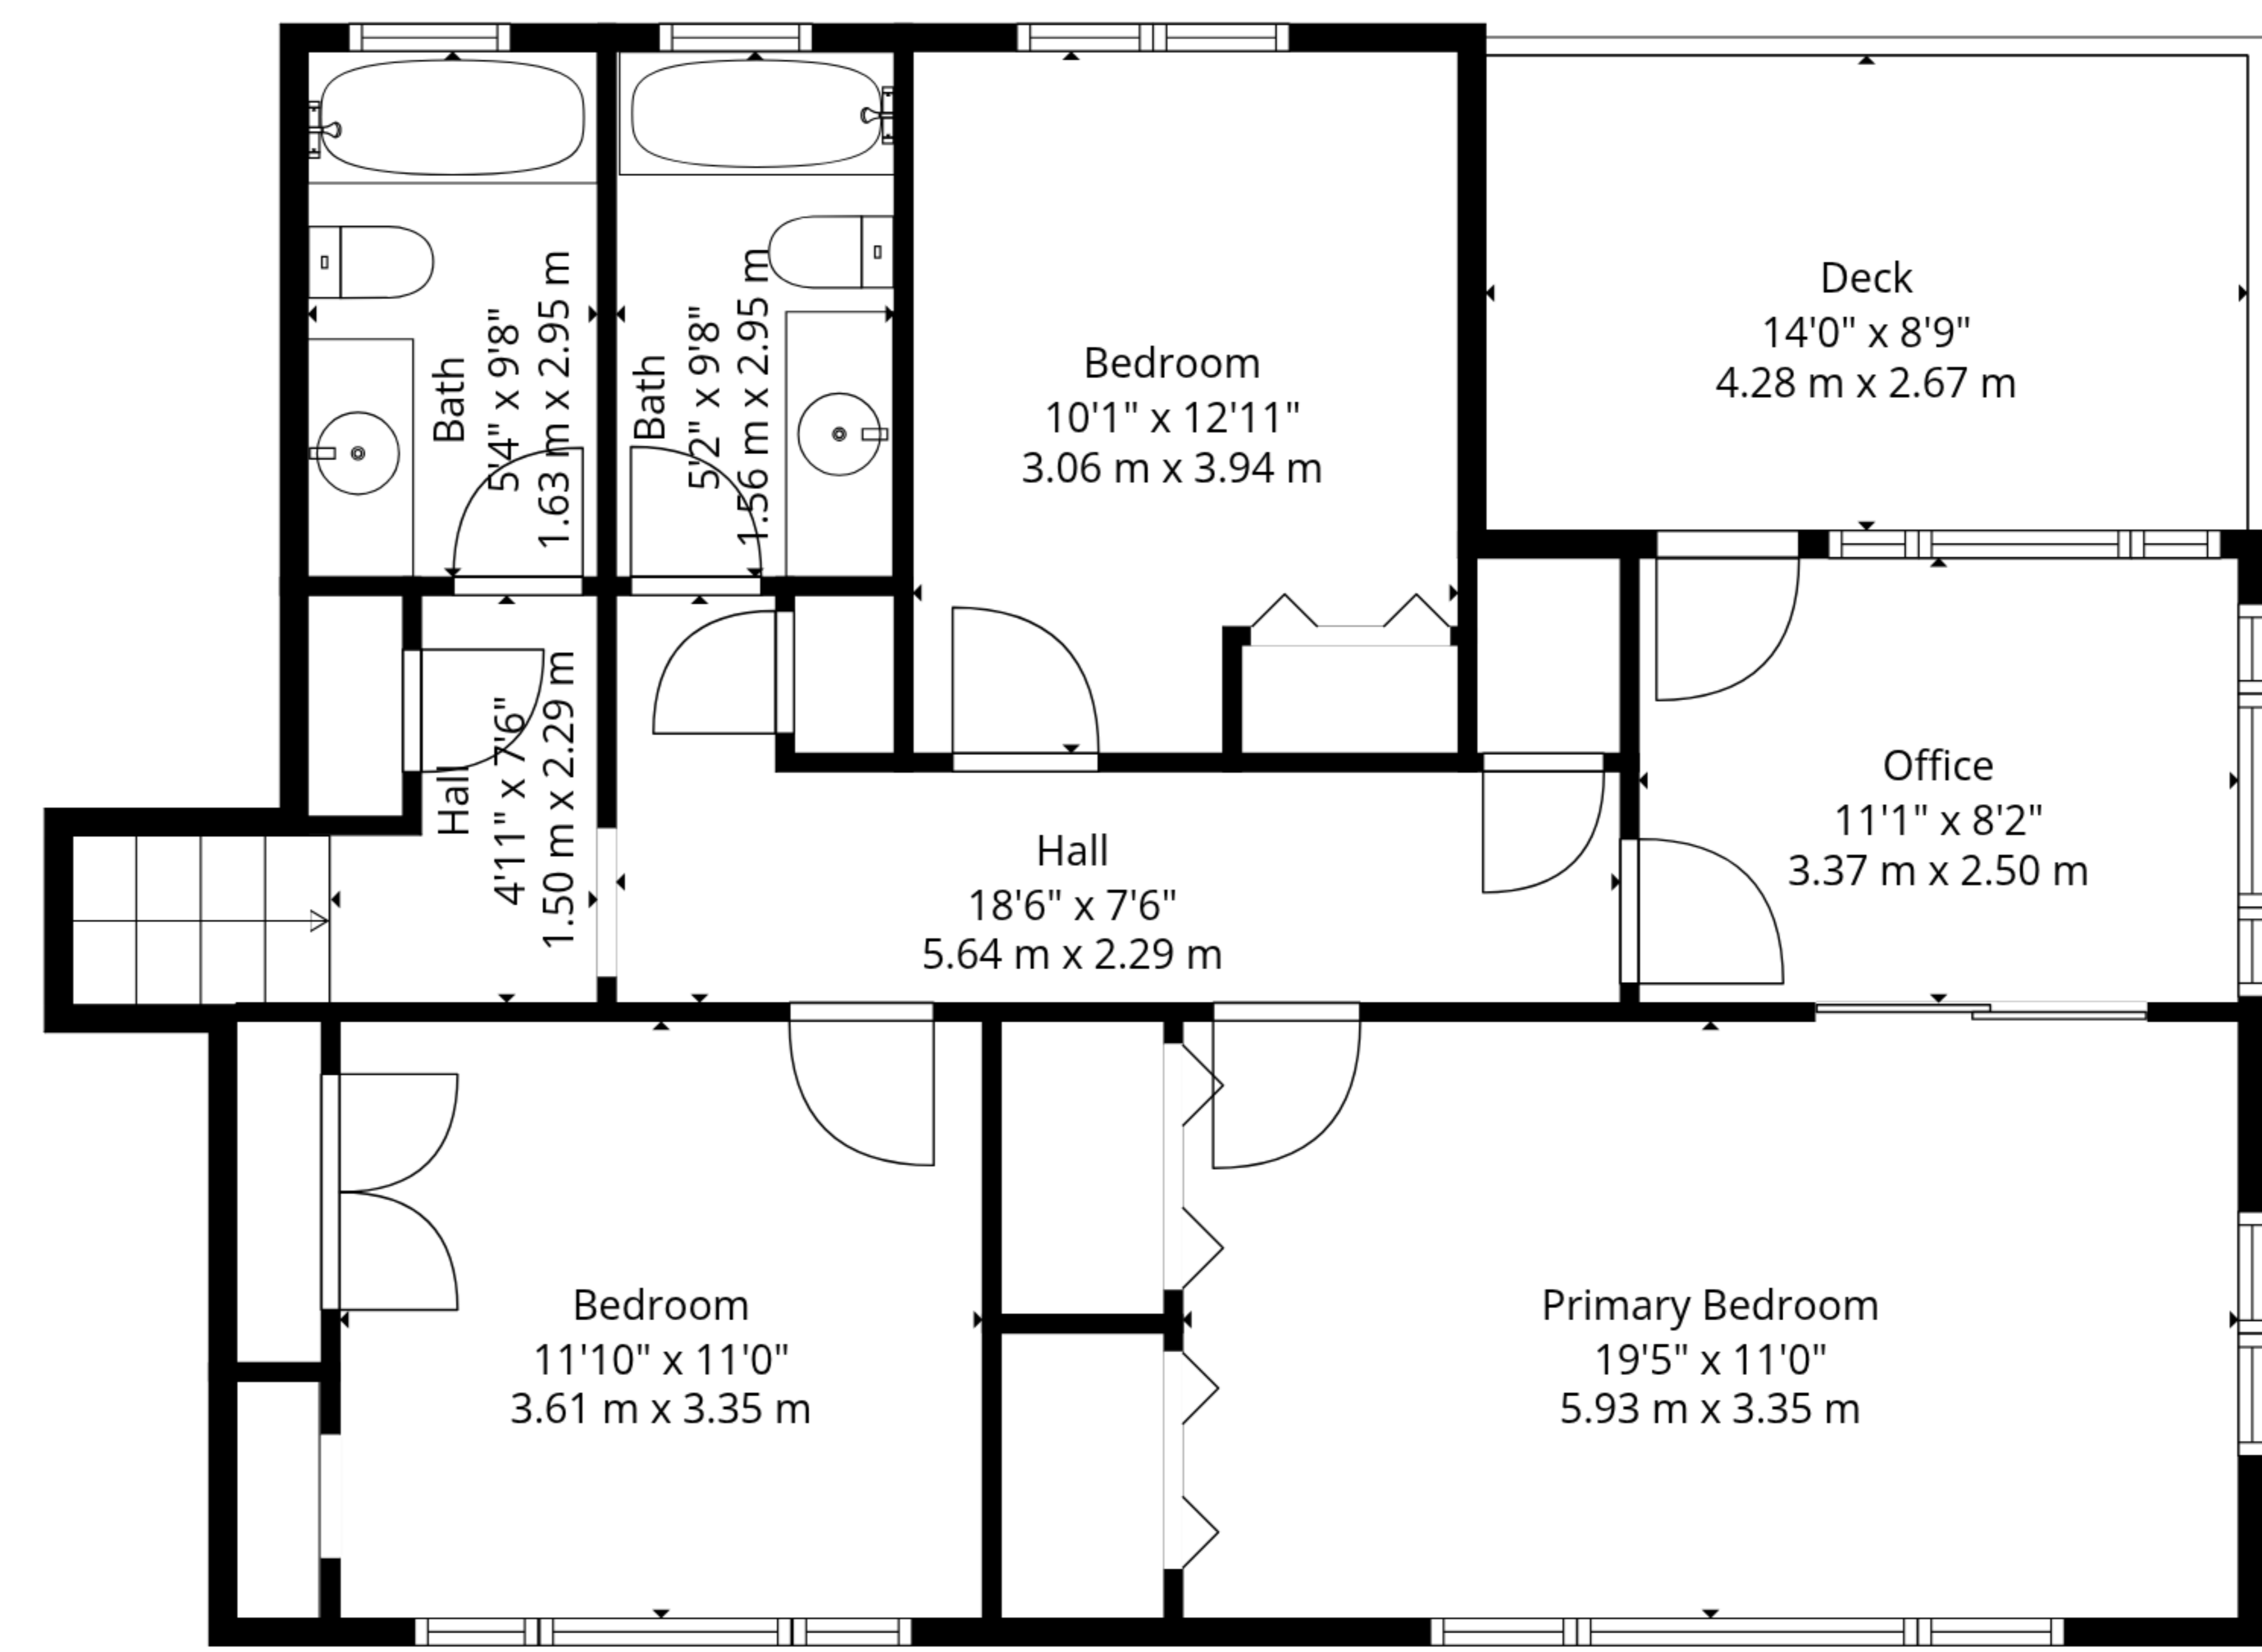 Bath
5'4" x 9'8"
1.63 m x 2.95 m
Bath
5'2" x 9'8"
1.56 m x 2.95 m
Bedroom
10'1" x 12'11"
3.06 m x 3.94 m
Deck
14'0" x 8'9"
4.28 m x 2.67 m
Hall
4'11" x 7'6"
1.50 m x 2.29 m
Hall
18'6" x 7'6"
5.64 m x 2.29 m
Office
11'1" x 8'2"
3.37 m x 2.50 m
Bedroom
11'10" x 11'0"
3.61 m x 3.35 m
Primary Bedroom
19'5" x 11'0"
5.93 m x 3.35 m